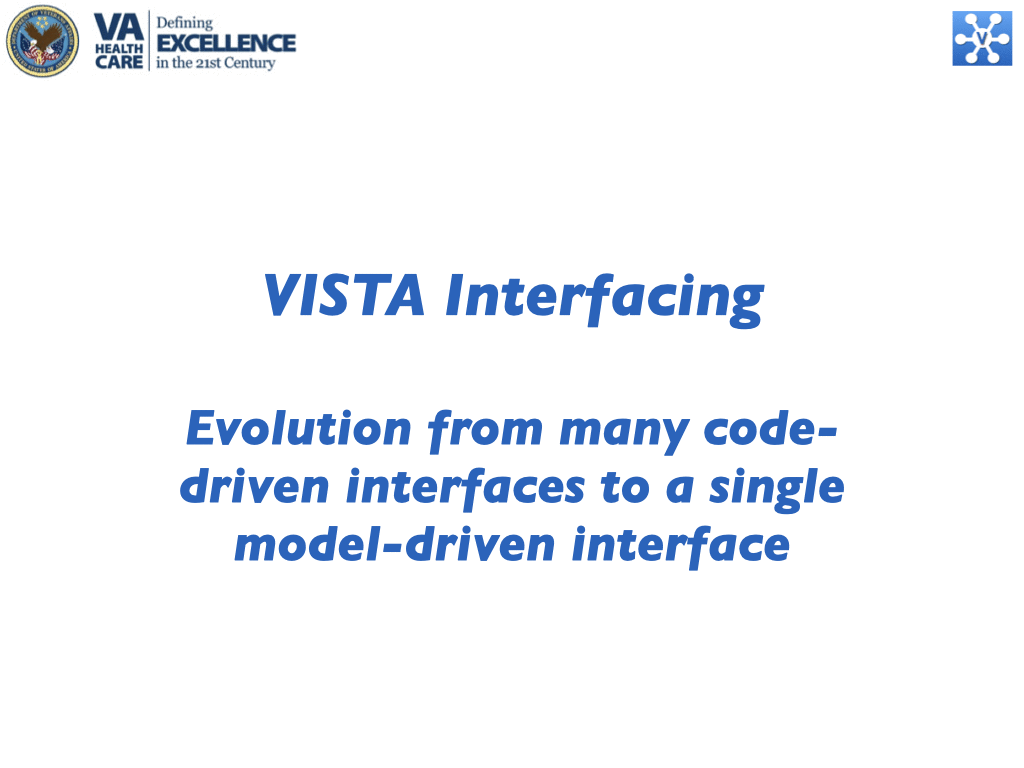 VA
HEALTH
CARE
Defining
EXCELLENCE
in the 21st Century
V
VISTA Interfacing
Evolution from many code-
driven interfaces to a single
model-driven interface